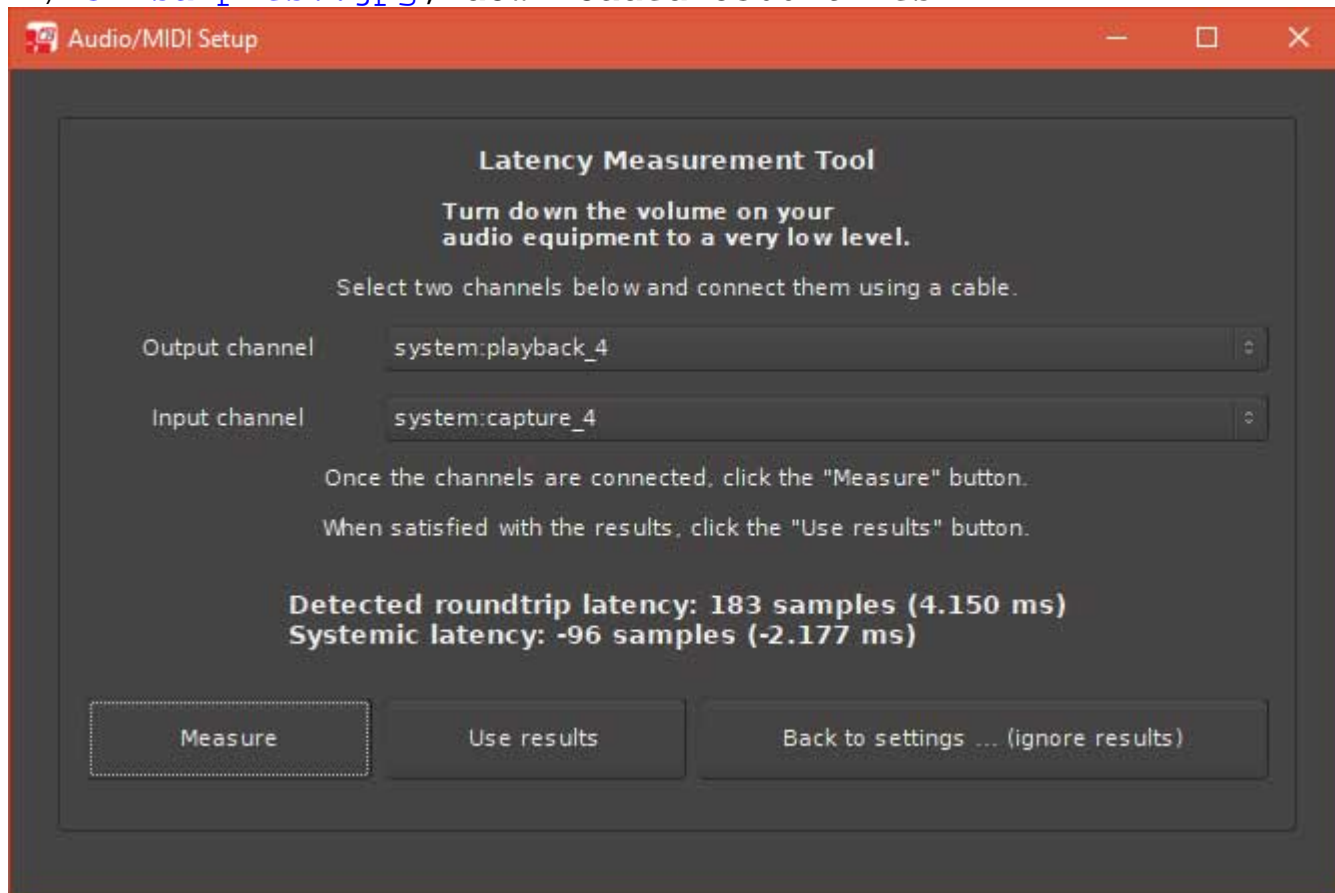 Audio/MIDI Setup
Latency Measurement Tool
Turn down the volume on your
audio equipment to a very low level.
Select two channels below and connect them using a cable.
Output channel system:playback_4
Input channel system:capture_4
Once the channels are connected, click the "Measure" button.
When satisfied with the results, click the "Use results" button.
Detected roundtrip latency: 183 samples (4.150 ms)
Systemic latency: -96 samples (-2.177 ms)
Measure Use results Back to settings ... (ignore results)